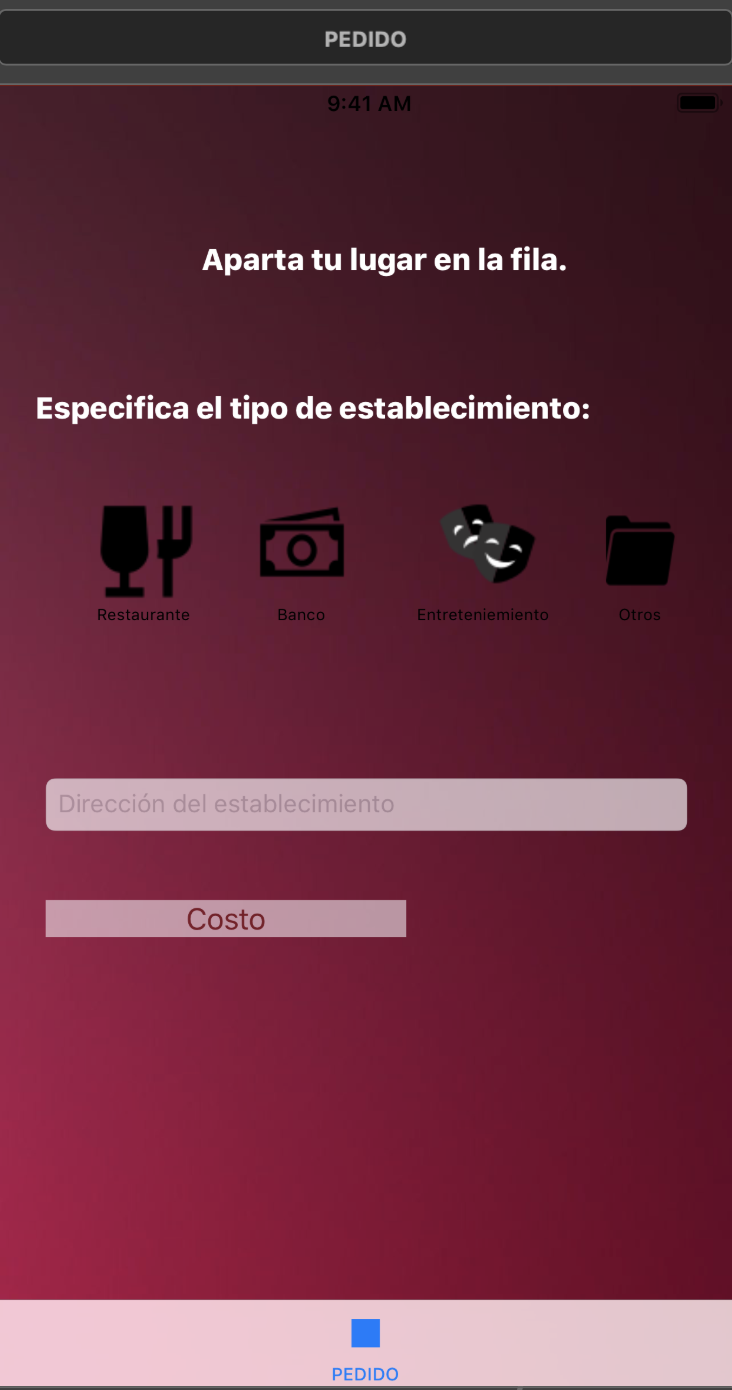 PEDIDO
9:41 AM
Aparta tu lugar en la fila.
Especifica el tipo de establecimiento:
Restaurante Banco Entreteniemiento Otros
Dirección del establecimiento
Costo
PEDIDO